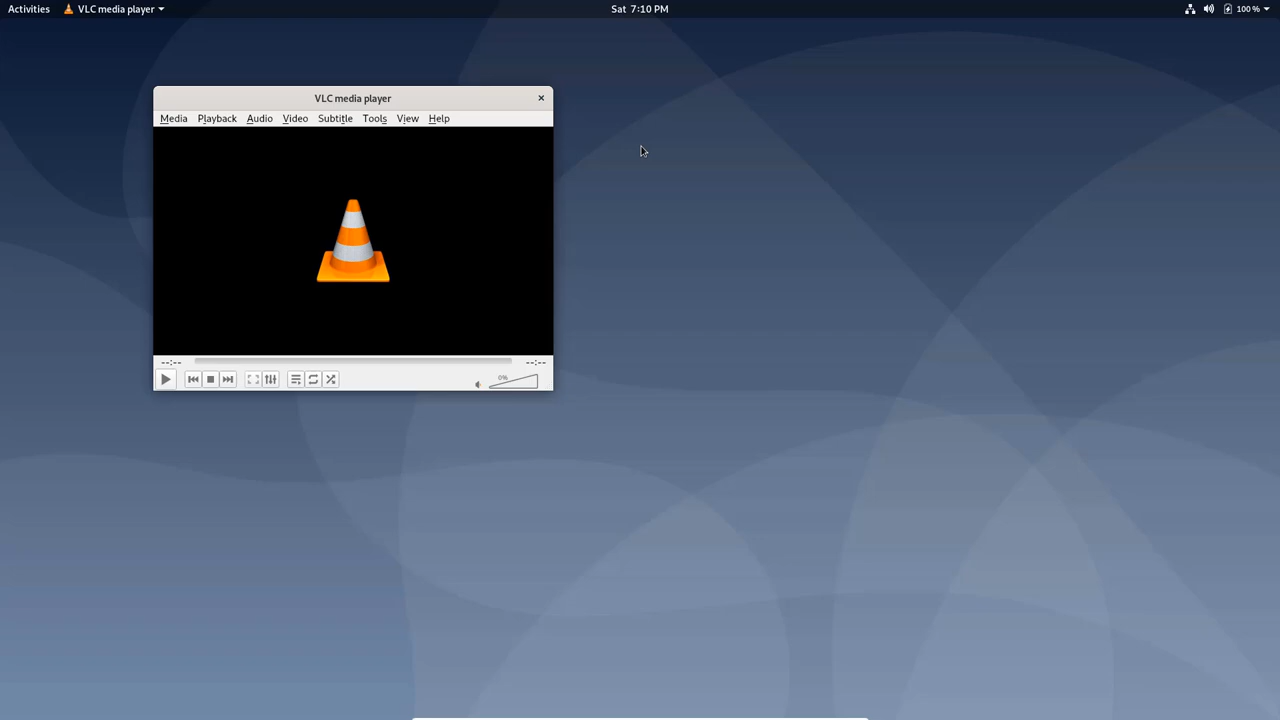 Activities VLC media player Sat 7:10 PM 100 %
VLC media player
Media Playback Audio Video Subtitle Tools View Help
--:-- --:--
0%